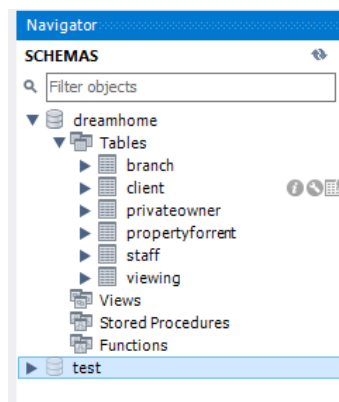 Navigator
SCHEMAS
Filter objects
dreamhome
Tables
branch
client
privateowner
propertyforrent
staff
viewing
Views
Stored Procedures
Functions
test